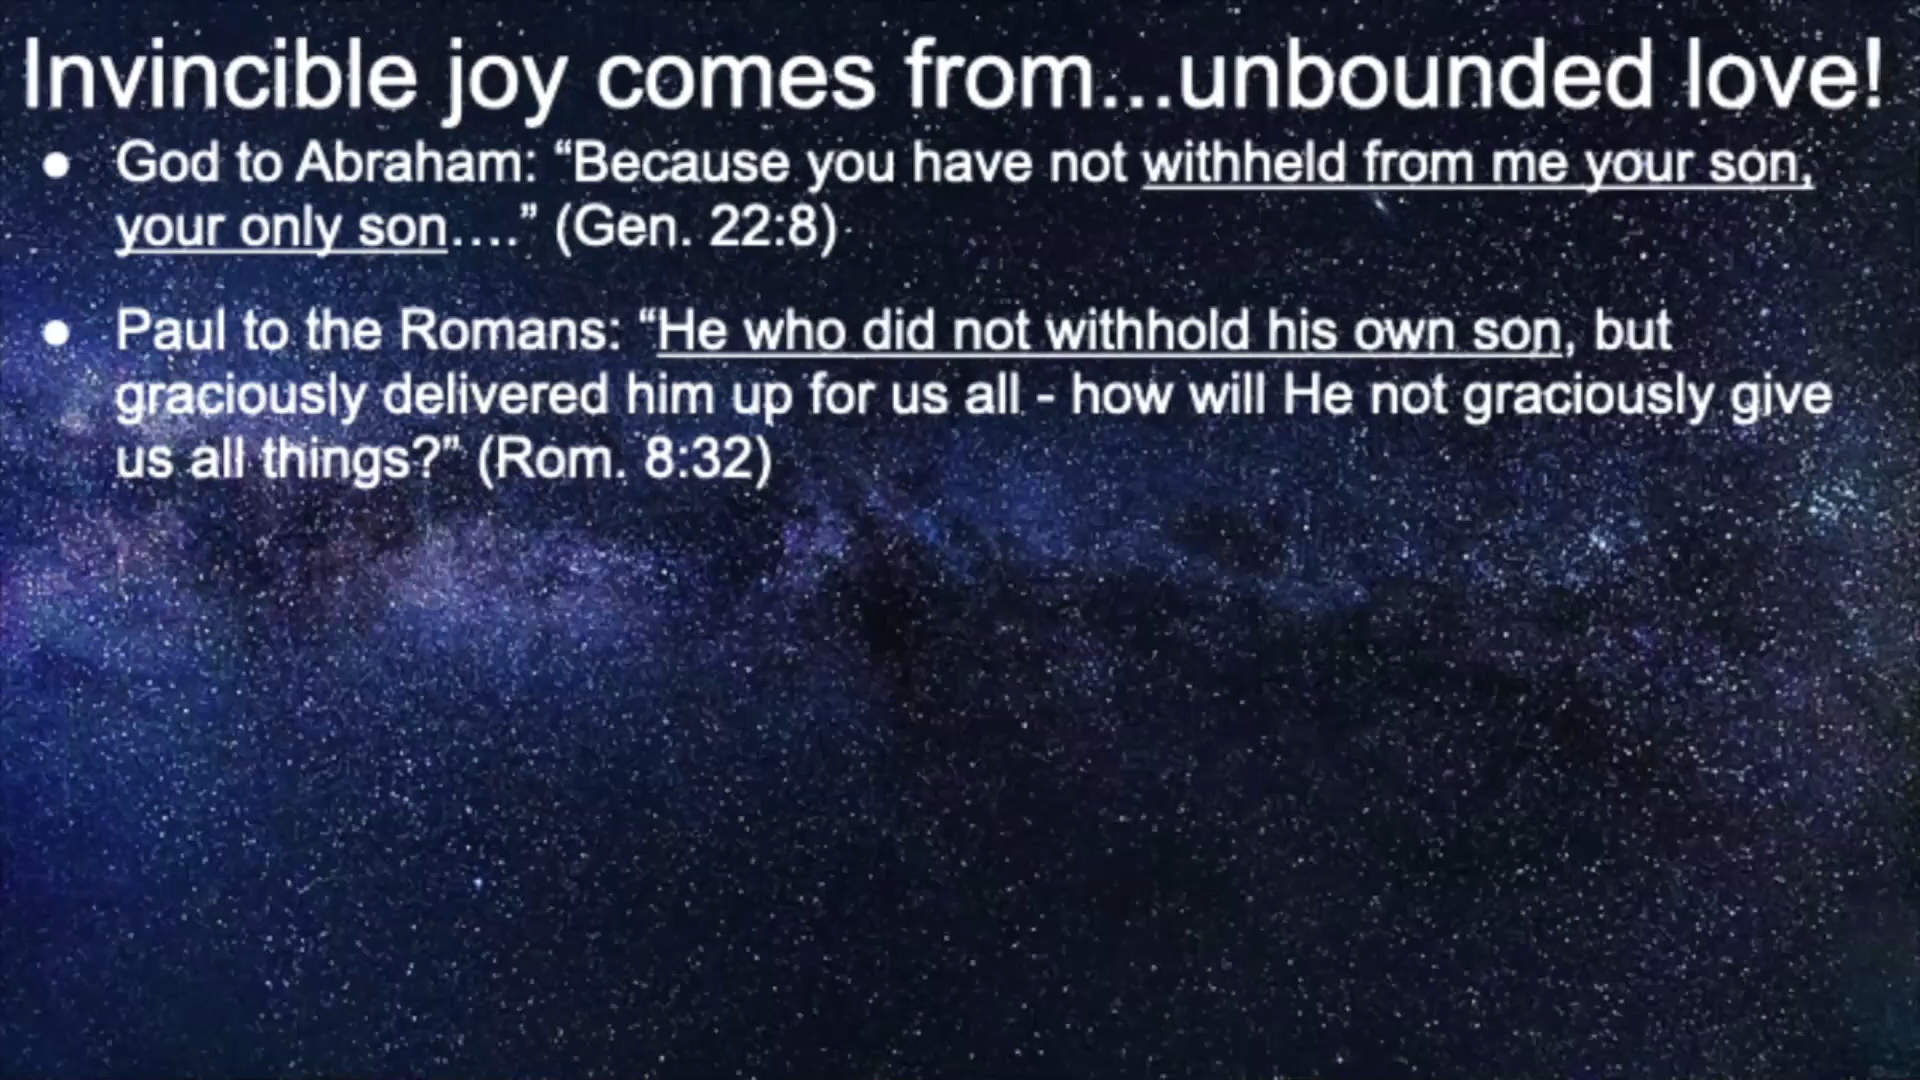 Invincible joy comes from...unbounded love!
● God to Abraham: “Because you have not withheld from me your son,
your only son....” (Gen. 22:8)
● Paul to the Romans: “He who did not withhold his own son, but
graciously delivered him up for us all - how will He not graciously give
us all things?” (Rom. 8:32)